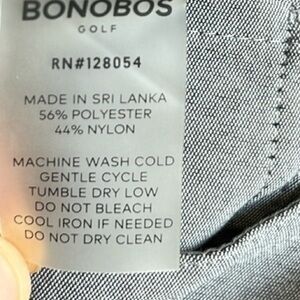 BONOBOS
GOLF
RN#128054
MADE IN SRI LANKA
56% POLYESTER
44% NYLON
MACHINE WASH COLD
GENTLE CYCLE
TUMBLE DRY LOW
DO NOT BLEACH
COOL IRON IF NEEDED
DO NOT DRY CLEAN